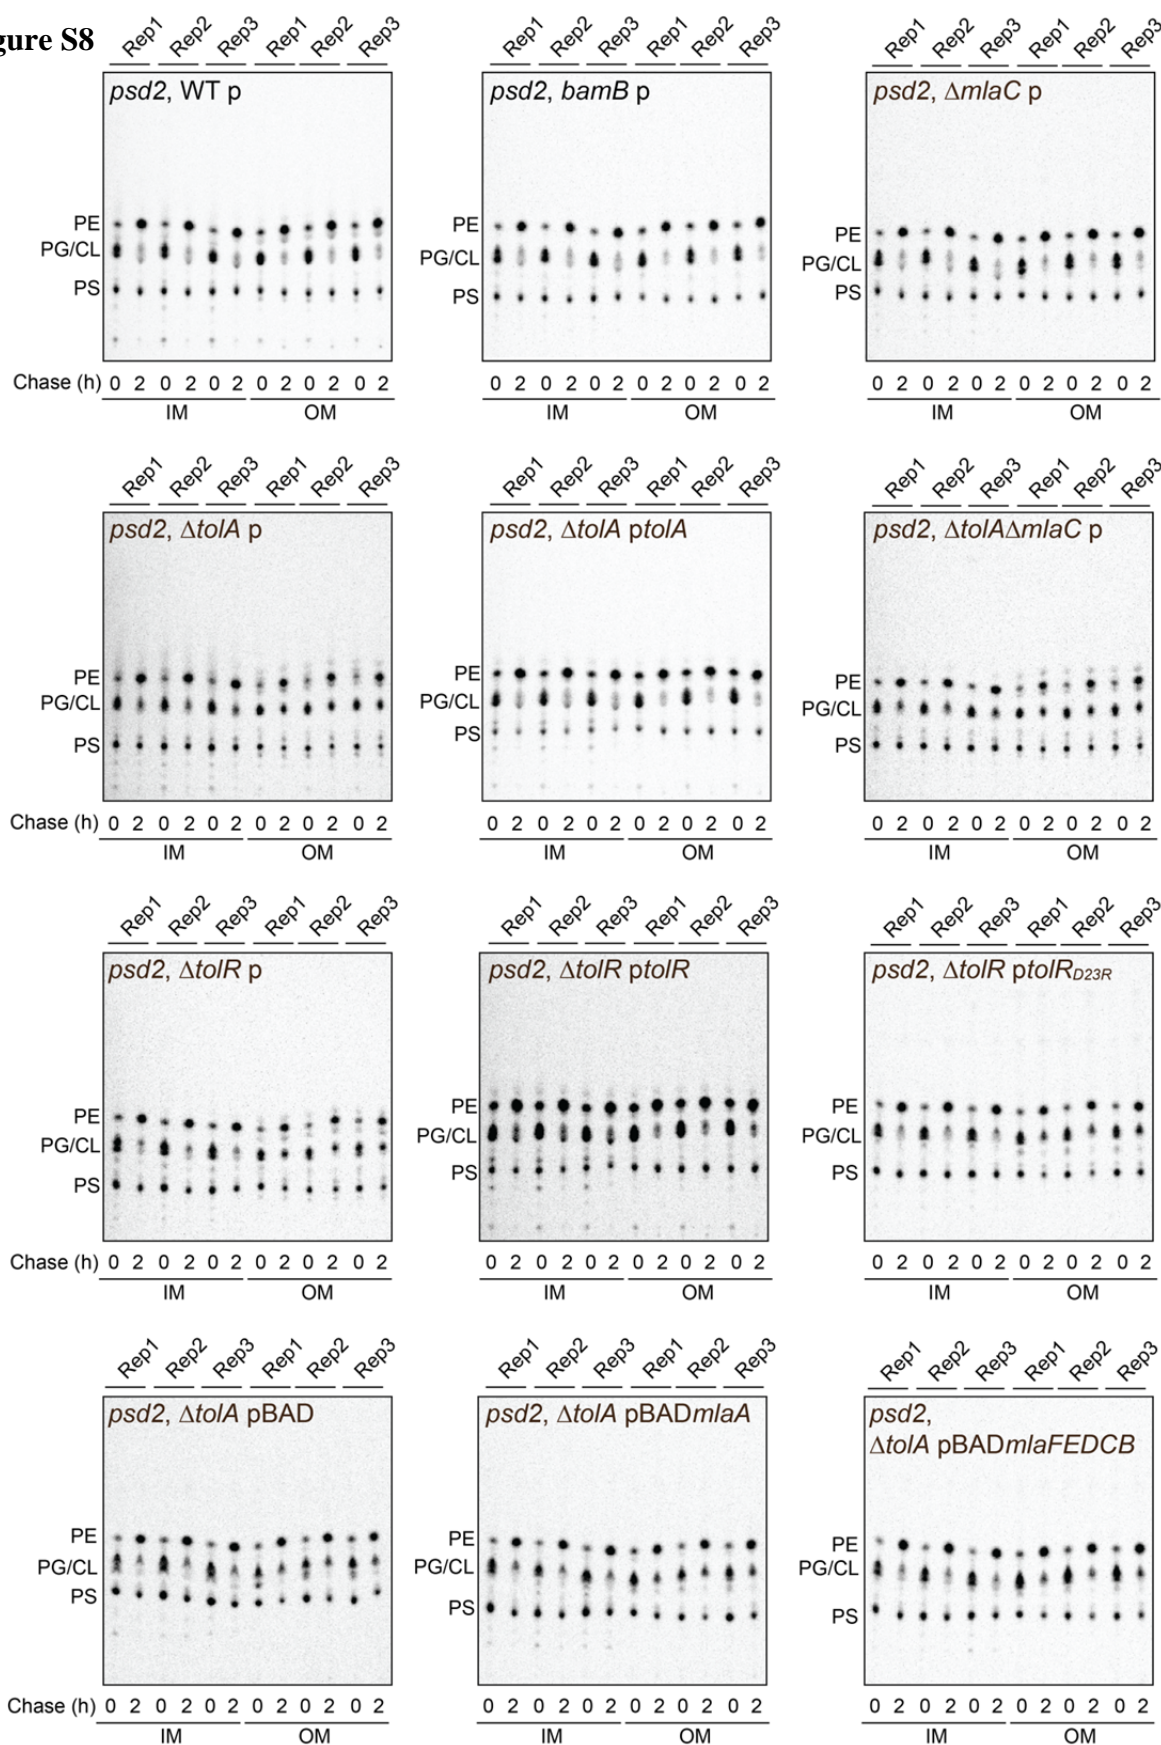 gure S8
Rep1 Rep2 Rep3 Rep1 Rep2 Rep3 Rep1 Rep2 Rep3 Rep1 Rep2 Rep3 Rep1 Rep2 Rep3 Rep1 Rep2 Rep3
psd2, WT p
PE
PG/CL
PS
Chase (h) 0 2 0 2 0 2 0 2 0 2 0 2
IM OM
psd2, bamB p
PE
PG/CL
PS
0 2 0 2 0 2 0 2 0 2 0 2
IM OM
psd2, ΔmlaC p
PE
PG/CL
PS
0 2 0 2 0 2 0 2 0 2 0 2
IM OM
Rep1 Rep2 Rep3 Rep1 Rep2 Rep3 Rep1 Rep2 Rep3 Rep1 Rep2 Rep3 Rep1 Rep2 Rep3 Rep1 Rep2 Rep3
psd2, ΔtolA p
PE
PG/CL
PS
Chase (h) 0 2 0 2 0 2 0 2 0 2 0 2
IM OM
psd2, ΔtolA ptolA
PE
PG/CL
PS
0 2 0 2 0 2 0 2 0 2 0 2
IM OM
psd2, ΔtolAΔmlaC p
PE
PG/CL
PS
0 2 0 2 0 2 0 2 0 2 0 2
IM OM
Rep1 Rep2 Rep3 Rep1 Rep2 Rep3 Rep1 Rep2 Rep3 Rep1 Rep2 Rep3 Rep1 Rep2 Rep3 Rep1 Rep2 Rep3
psd2, ΔtolR p
PE
PG/CL
PS
Chase (h) 0 2 0 2 0 2 0 2 0 2 0 2
IM OM
psd2, ΔtolR ptolR
PE
PG/CL
PS
0 2 0 2 0 2 0 2 0 2 0 2
IM OM
psd2, ΔtolR ptolRD23R
PE
PG/CL
PS
0 2 0 2 0 2 0 2 0 2 0 2
IM OM
Rep1 Rep2 Rep3 Rep1 Rep2 Rep3 Rep1 Rep2 Rep3 Rep1 Rep2 Rep3 Rep1 Rep2 Rep3 Rep1 Rep2 Rep3
psd2, ΔtolA pBAD
PE
PG/CL
PS
Chase (h) 0 2 0 2 0 2 0 2 0 2 0 2
IM OM
psd2, ΔtolA pBADmlaA
PE
PG/CL
PS
0 2 0 2 0 2 0 2 0 2 0 2
IM OM
psd2,
ΔtolA pBADmlaFEDCB
PE
PG/CL
PS
0 2 0 2 0 2 0 2 0 2 0 2
IM OM